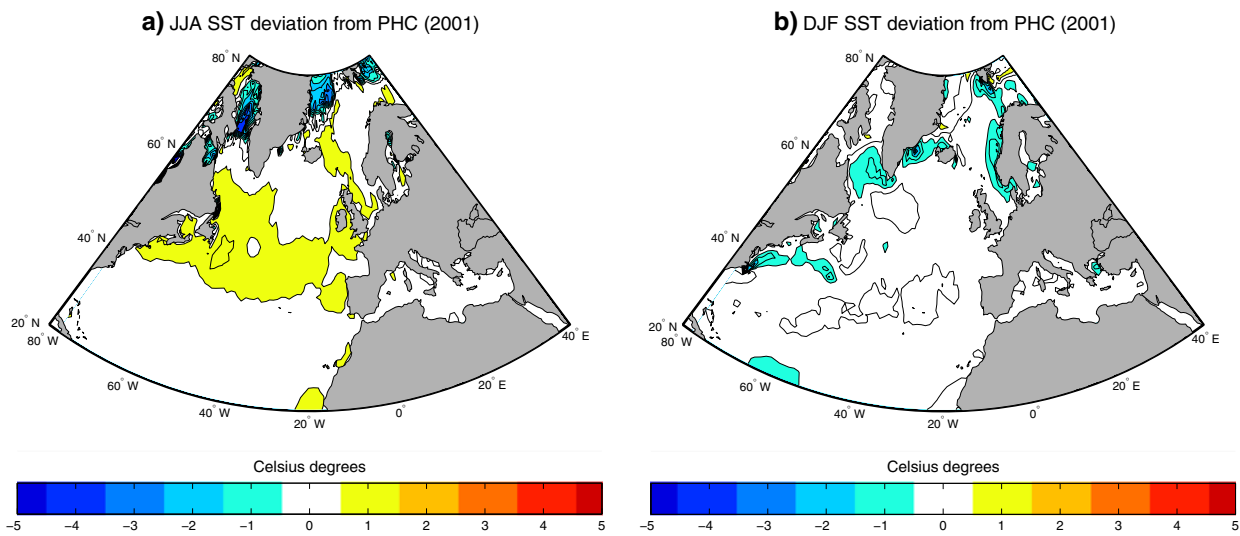 a) JJA SST deviation from PHC (2001)
80° N
60° N
40° N
20° N
80° W
60° W
40° W
20° W
0°
20° E
40° E
Celsius degrees
−5 −4 −3 −2 −1 0 1 2 3 4 5
b) DJF SST deviation from PHC (2001)
80° N
60° N
40° N
20° N
80° W
60° W
40° W
20° W
0°
20° E
40° E
Celsius degrees
−5 −4 −3 −2 −1 0 1 2 3 4 5